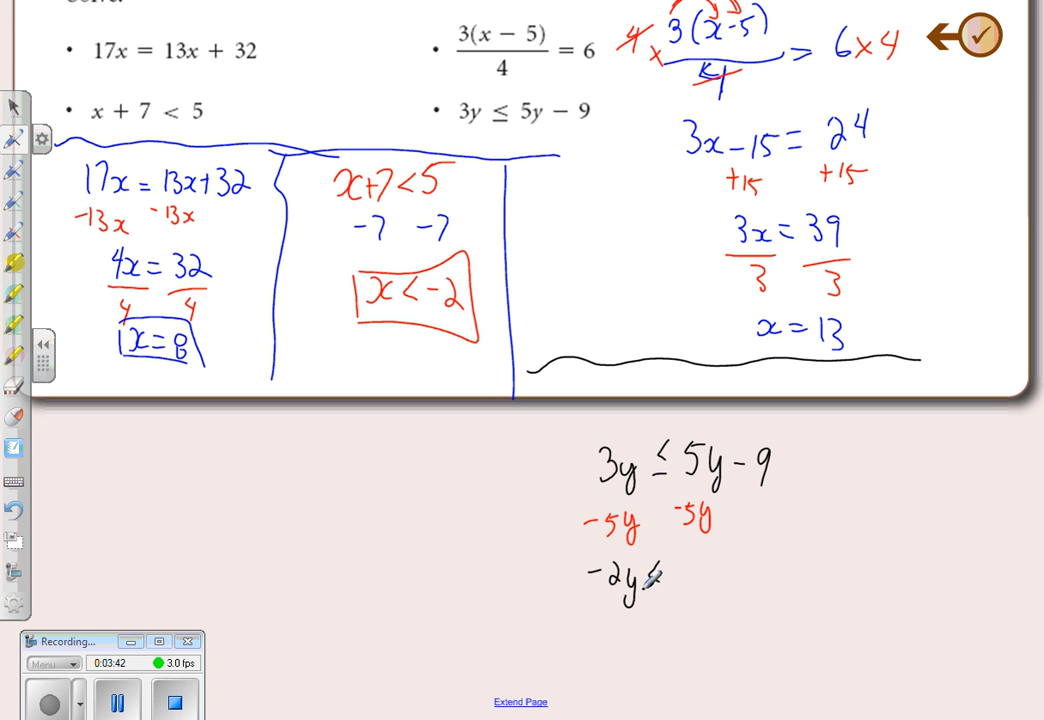 • 17x = 13x + 32
• 3(x − 5)/4 = 6
• x + 7 < 5
• 3y ≤ 5y − 9
17x = 13x+32
-13x -13x
4x = 32
4 4
x = 8
x+7<5
-7 -7
x < -2
4 x 3(x-5)/4 = 6 x 4
3x-15 = 24
+15 +15
3x = 39
3 3
x = 13
3y ≤ 5y - 9
-5y -5y
-2y ≤
Recording...
Menu
0:03:42
3.0 fps
Extend Page